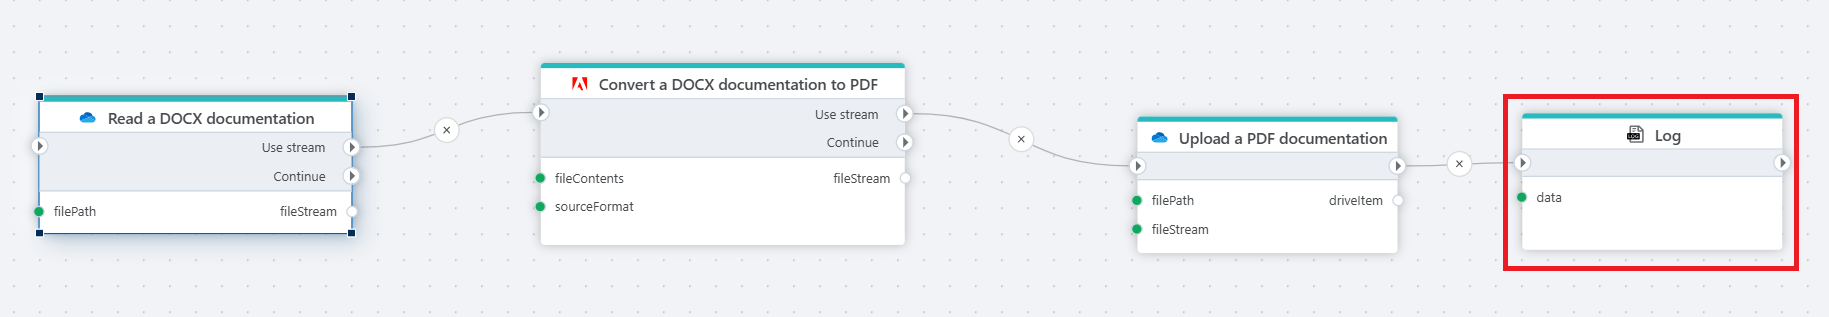 Read a DOCX documentation
Use stream
Continue
filePath fileStream
Convert a DOCX documentation to PDF
Use stream
Continue
fileContents fileStream
sourceFormat
Upload a PDF documentation
filePath driveItem
fileStream
LOG Log
data